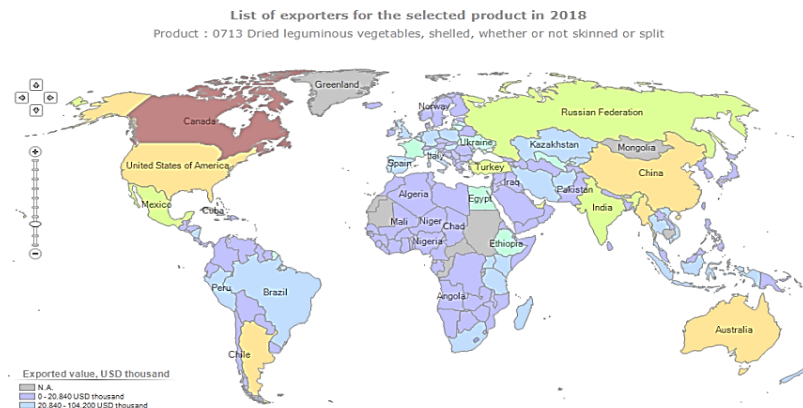 List of exporters for the selected product in 2018
Product : 0713 Dried leguminous vegetables, shelled, whether or not skinned or split
Greenland
Canada
Norway
Russian Federation
United States of America
Ukraine
Kazakhstan
Mongolia
Spain
Italy
Turkey
China
Mexico
Cuba
Algeria
Egypt
Iraq
Pakistan
India
Mali
Niger
Chad
Nigeria
Ethiopia
Peru
Brazil
Angola
Chile
Australia
Exported value, USD thousand
N.A.
0 - 20.840 USD thousand
20.840 - 104.200 USD thousand